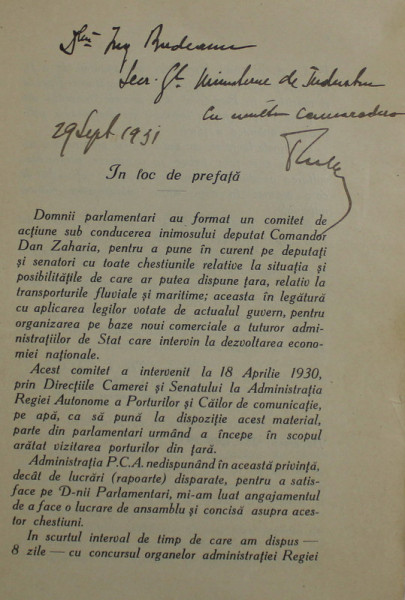 Dlui Ing Budeanu
Secr. Gl. de Industrie
cu
29 Sept 1931
In loc de prefață
Domnii parlamentari au format un comitet de
acțiune sub conducerea inimosului deputat Comandor
Dan Zaharia, pentru a pune în curent pe deputați
și senatori cu toate chestiunile relative la situația și
posibilitățile de care ar putea dispune țara, relativ la
transporturile fluviale și maritime; aceasta în legătură
cu aplicarea legilor votate de actualul guvern, pentru
organizarea pe baze noui comerciale a tuturor admi-
nistrațiilor de Stat care intervin la dezvoltarea econo-
miei naționale.
Acest comitet a intervenit la 18 Aprilie 1930,
prin Direcțiile Camerei și Senatului la Administrația
Regiei Autonome a Porturilor și Căilor de comunicație,
pe apă, ca să pună la dispoziție acest material,
parte din parlamentari urmând a începe în scopul
arătat vizitarea porturilor din țară.
Administrația P.C.A. nedispunând în această privință,
decât de lucrări (rapoarte) disparate, pentru a satis-
face pe D-nii Parlamentari, mi-am luat angajamentul
de a face o lucrare de ansamblu și concisă asupra aces-
tor chestiuni.
In scurtul interval de timp de care am dispus —
8 zile — cu concursul organelor administrației Regiei